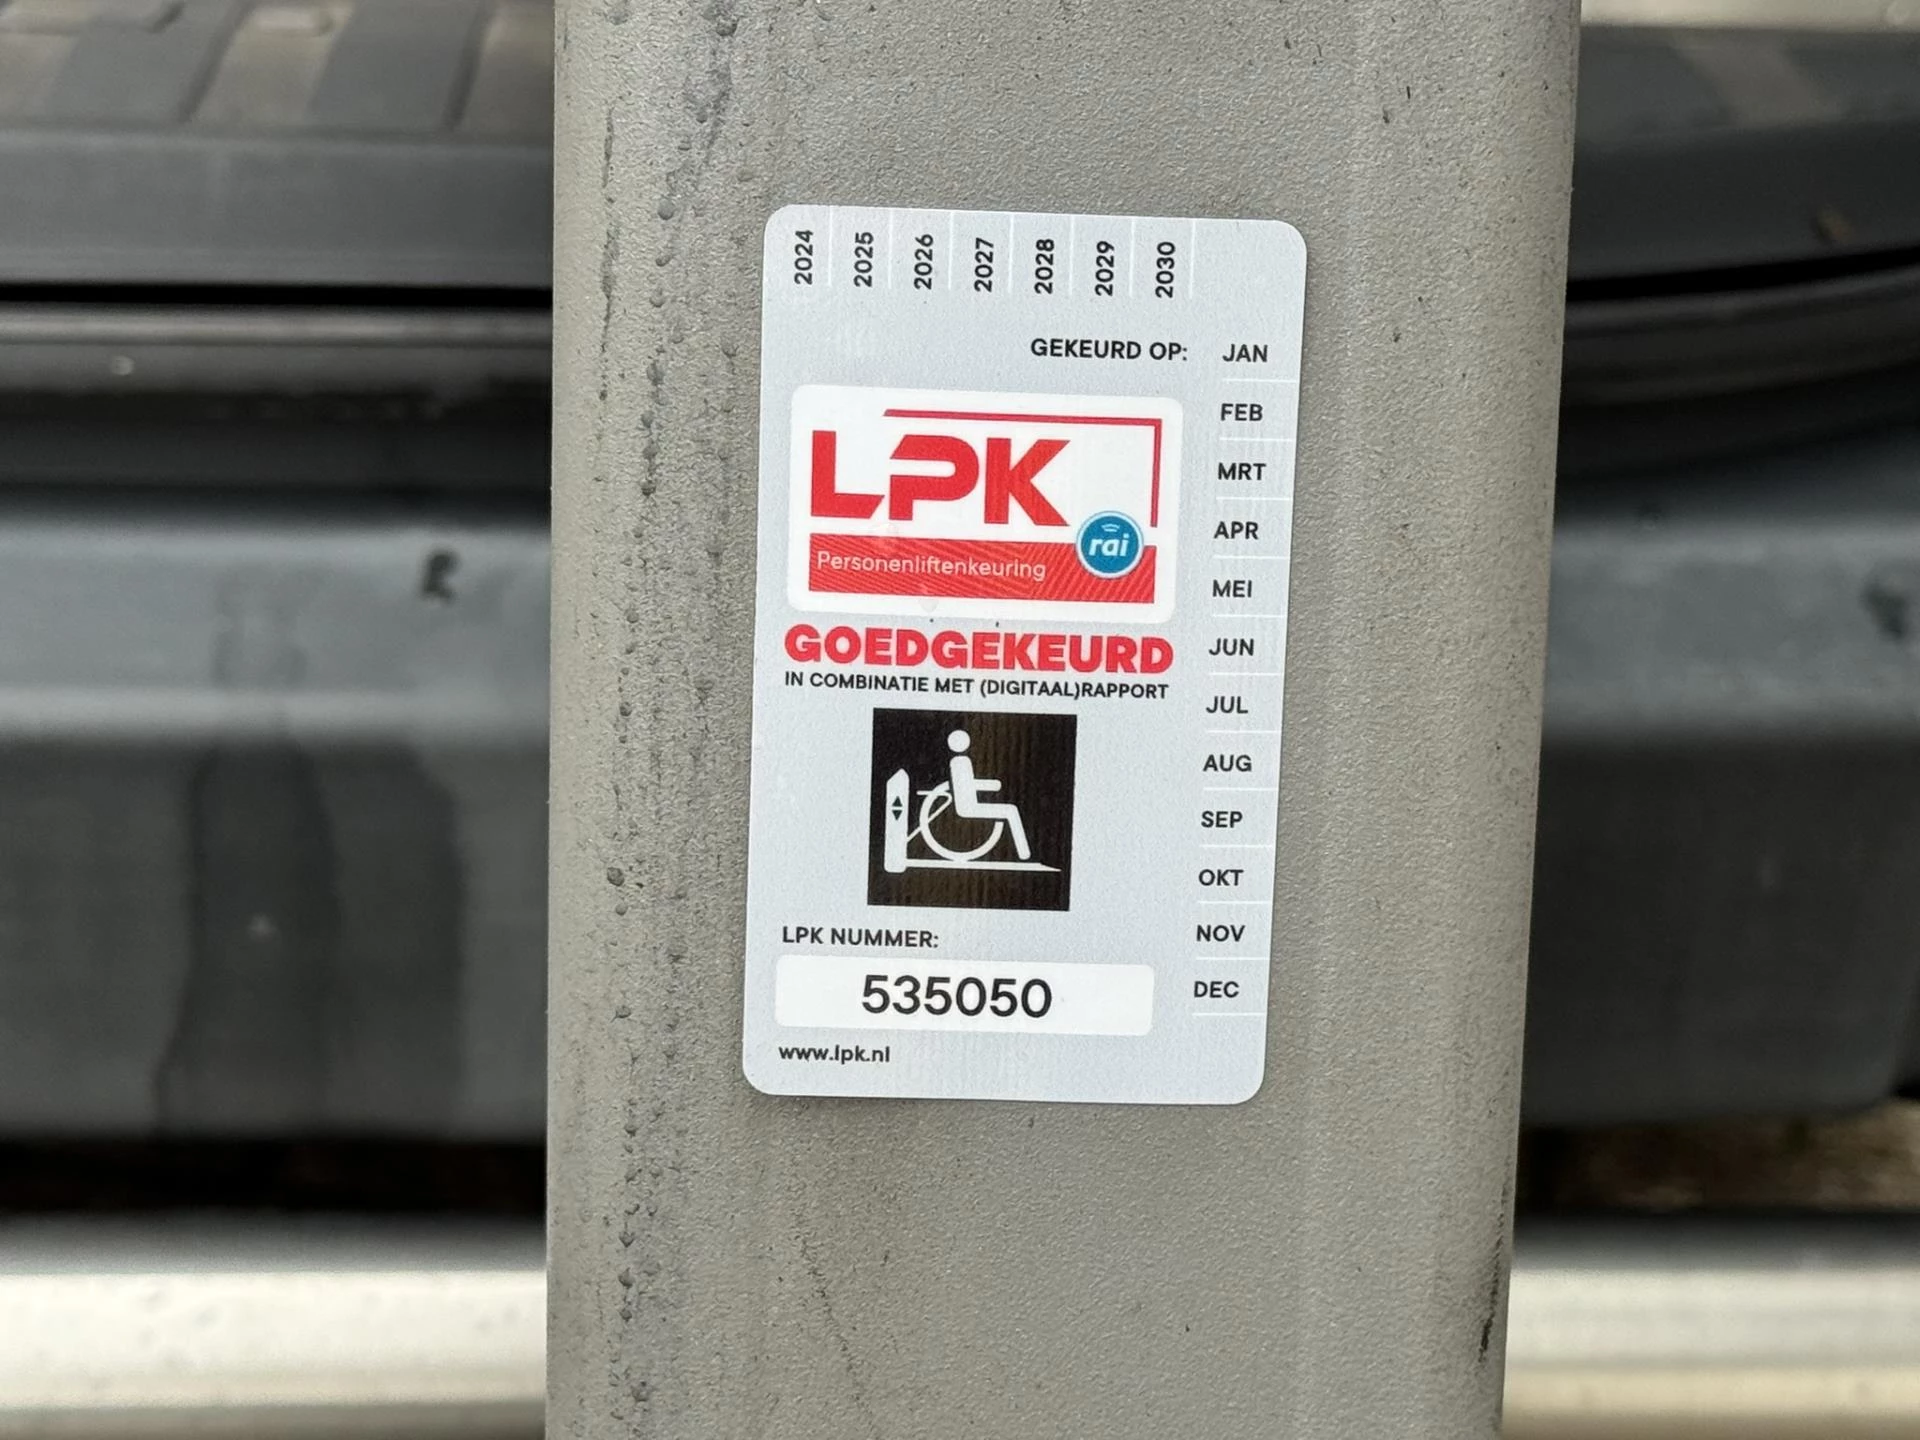 2024 2025 2026 2027 2028 2029 2030
GEKEURD OP:
JAN
FEB
MRT
APR
MEI
JUN
JUL
AUG
SEP
OKT
NOV
DEC
LPK
rai
Personenliftenkeuring
GOEDGEKEURD
IN COMBINATIE MET (DIGITAAL)RAPPORT
LPK NUMMER:
535050
www.lpk.nl
R